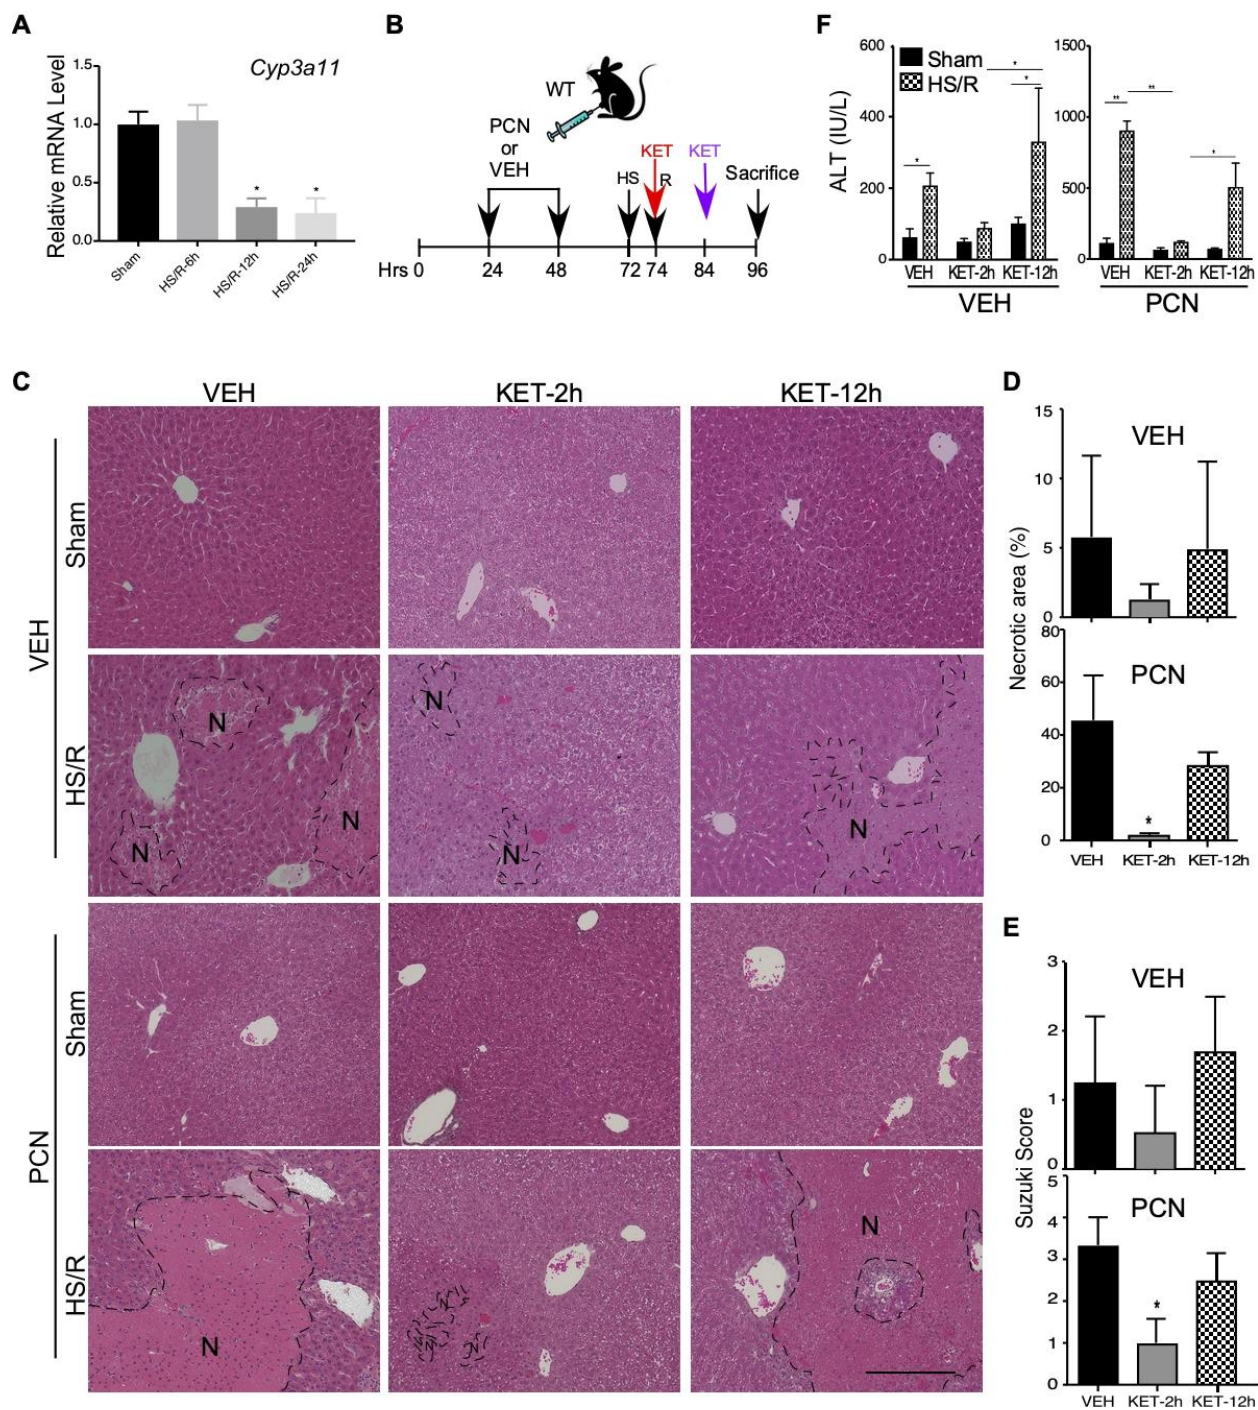 A
Relative mRNA Level
Cyp3a11
1.5
1.0
0.5
0.0
*
*
Sham
HS/R-6h
HS/R-12h
HS/R-24h
B
WT
PCN
or
VEH
HS
KET
R
KET
Sacrifice
Hrs 0 24 48 72 74 84 96
F
ALT (IU/L)
600
400
200
0
Sham
HS/R
*
*
*
VEH KET-2h KET-12h
VEH
1500
1000
500
0
**
**
*
VEH KET-2h KET-12h
PCN
C
VEH KET-2h KET-12h
VEH
Sham
HS/R
N
N
N
N
N
N
PCN
Sham
HS/R
N
N
N
N
N
D
Necrotic area (%)
15
10
5
0
VEH
80
60
40
20
0
PCN
*
VEH KET-2h KET-12h
E
Suzuki Score
3
2
1
0
VEH
5
4
3
2
1
0
PCN
*
VEH KET-2h KET-12h